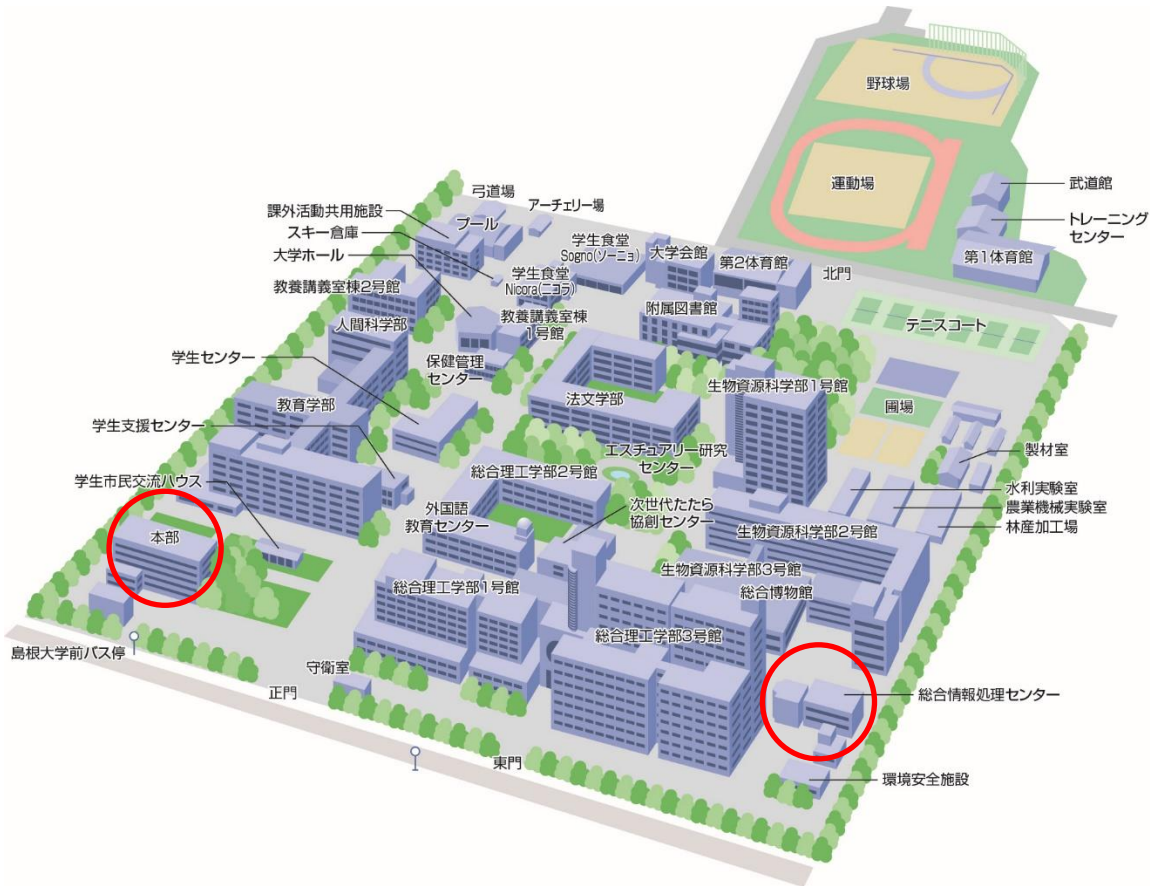 野球場
運動場
武道館
トレーニング
センター
第1体育館
弓道場
アーチェリー場
課外活動共用施設
プール
スキー倉庫
大学ホール
学生食堂
Sogno(ソーニョ)
大学会館
第2体育館
北門
学生食堂
Nicora(ニコラ)
教養講義室棟2号館
教養講義室棟
1号館
附属図書館
テニスコート
人間科学部
学生センター
保健管理
センター
生物資源科学部1号館
法文学部
教育学部
圃場
学生支援センター
エスチュアリー研究
センター
製材室
総合理工学部2号館
学生市民交流ハウス
水利実験室
農業機械実験室
林産加工場
外国語
教育センター
次世代たたら
協創センター
生物資源科学部2号館
本部
生物資源科学部3号館
総合理工学部1号館
総合博物館
総合理工学部3号館
島根大学前バス停
守衛室
正門
総合情報処理センター
東門
環境安全施設